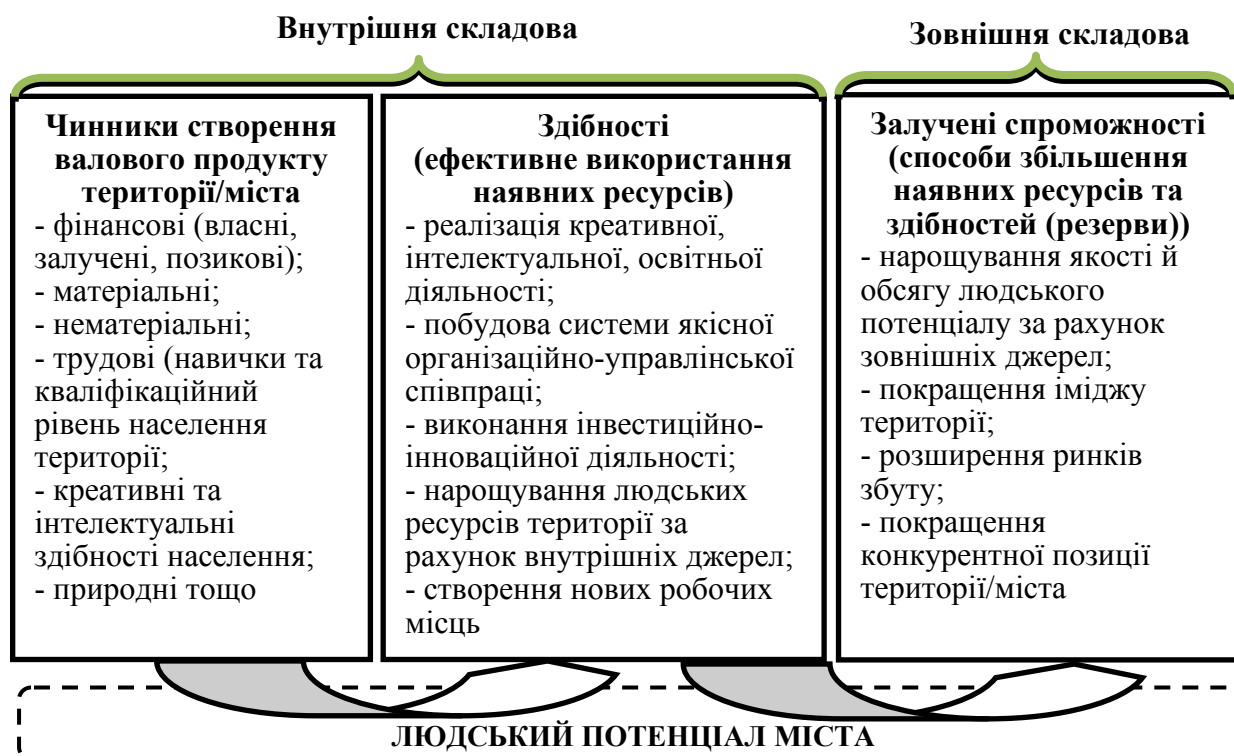 Внутрішня складова
Зовнішня складова
Чинники створення
валового продукту
території/міста
- фінансові (власні,
залучені, позикові);
- матеріальні;
- нематеріальні;
- трудові (навички та
кваліфікаційний
рівень населення
території;
- креативні та
інтелектуальні
здібності населення;
- природні тощо
Здібності
(ефективне використання
наявних ресурсів)
- реалізація креативної,
інтелектуальної, освітньої
діяльності;
- побудова системи якісної
організаційно-управлінської
співпраці;
- виконання інвестиційно-
інноваційної діяльності;
- нарощування людських
ресурсів території за
рахунок внутрішніх джерел;
- створення нових робочих
місць
Залучені спроможності
(способи збільшення
наявних ресурсів та
здібностей (резерви))
- нарощування якості й
обсягу людського
потенціалу за рахунок
зовнішніх джерел;
- покращення іміджу
території;
- розширення ринків
збуту;
- покращення
конкурентної позиції
території/міста
ЛЮДСЬКИЙ ПОТЕНЦІАЛ МІСТА